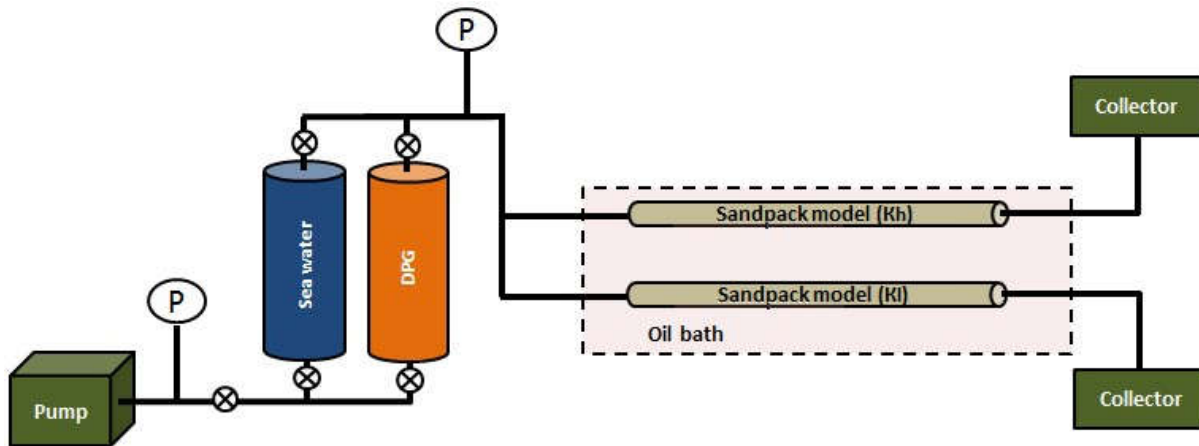 P
Collector
Sea water
DPG
Sandpack model (Kh)
P
Sandpack model (Kl)
Oil bath
Pump
Collector